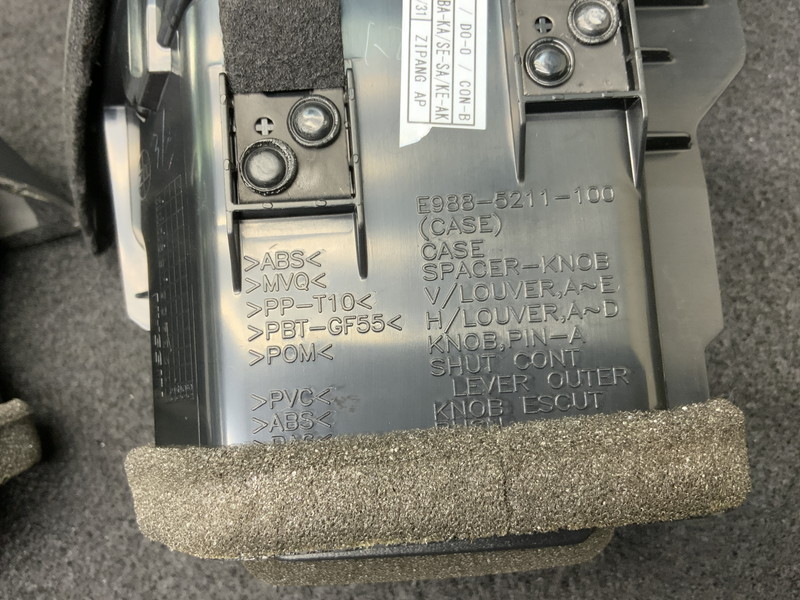 / DO-0 / CON-B
BA-KA/SE-SA/KE-AK
/31 ZIPANG AP
E988-5211-100
(CASE)
>ABS< CASE
>MVQ< SPACER-KNOB
>PP-T10< V/LOUVER,A~E
>PBT-GF55< H/LOUVER,A~D
>POM< KNOB,PIN-A
SHUT CONT
LEVER OUTER
>PVC< KNOB ESCUT
>ABS<